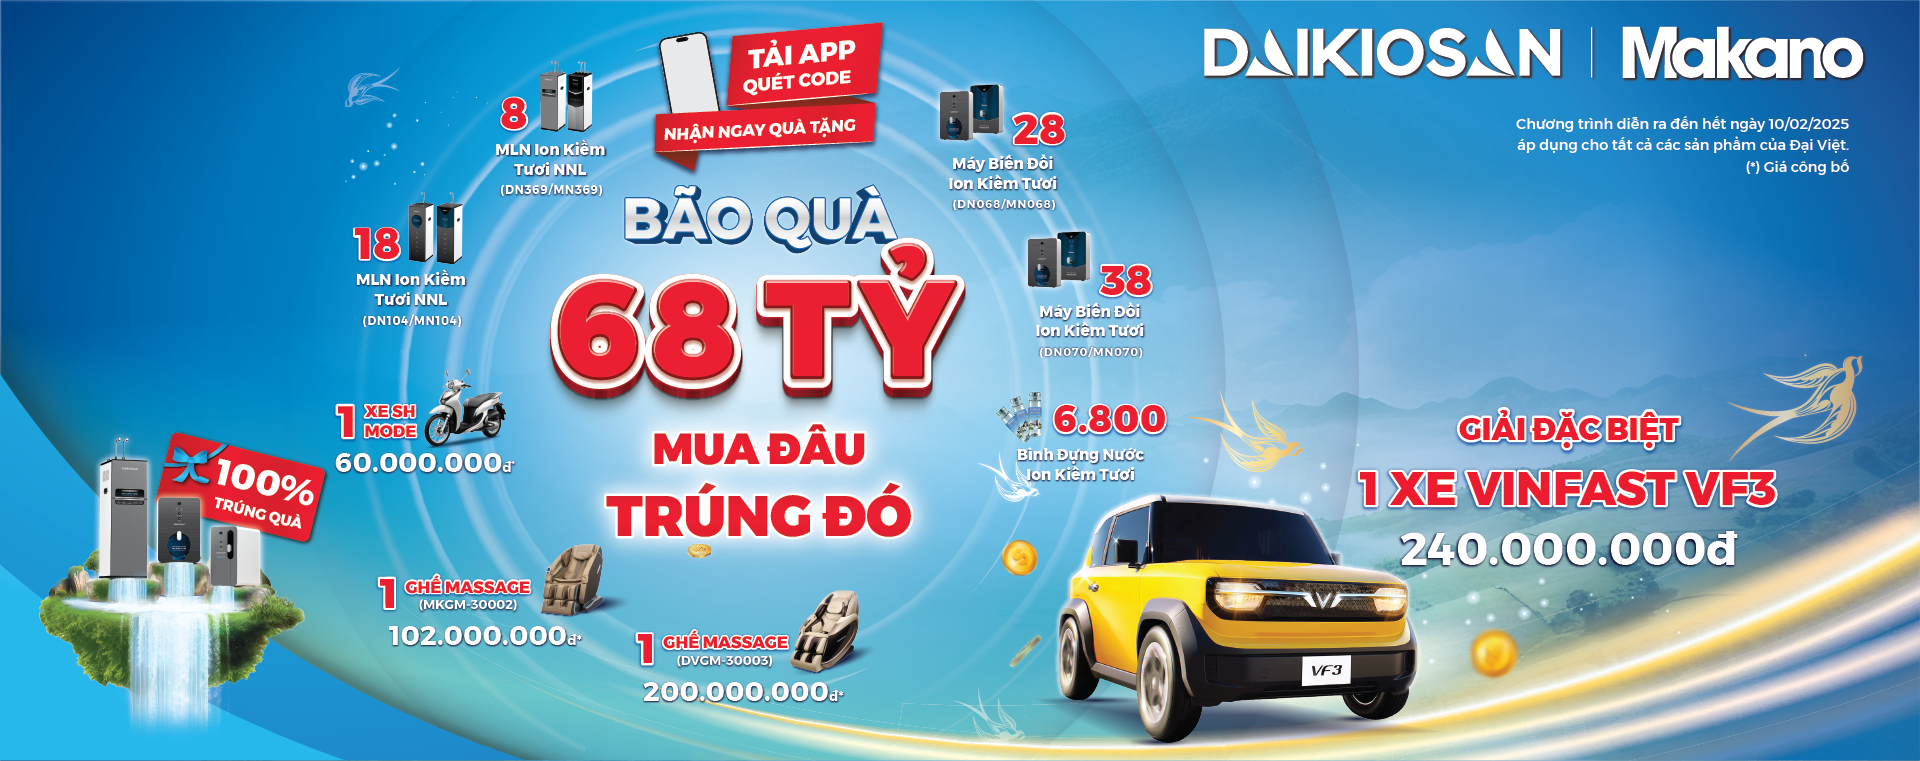 DAIKIOSAN | Makano
Chương trình diễn ra đến hết ngày 10/02/2025
áp dụng cho tất cả các sản phẩm của Đại Việt.
(*) Giá công bố
TẢI APP
QUÉT CODE
NHẬN NGAY QUÀ TẶNG
BÃO QUÀ
68 TỶ
MUA ĐÂU
TRÚNG ĐÓ
8
MLN Ion Kiềm
Tươi NNL
(DN369/MN369)
18
MLN Ion Kiềm
Tươi NNL
(DN104/MN104)
1 XE SH
MODE
60.000.000đ*
100%
TRÚNG QUÀ
1 GHẾ MASSAGE
(MKGM-30002)
102.000.000đ*
1 GHẾ MASSAGE
(DVGM-30003)
200.000.000đ*
28
Máy Biến Đổi
Ion Kiềm Tươi
(DN068/MN068)
38
Máy Biến Đổi
Ion Kiềm Tươi
(DN070/MN070)
6.800
Bình Đựng Nước
Ion Kiềm Tươi
GIẢI ĐẶC BIỆT
1 XE VINFAST VF3
240.000.000đ
VF3